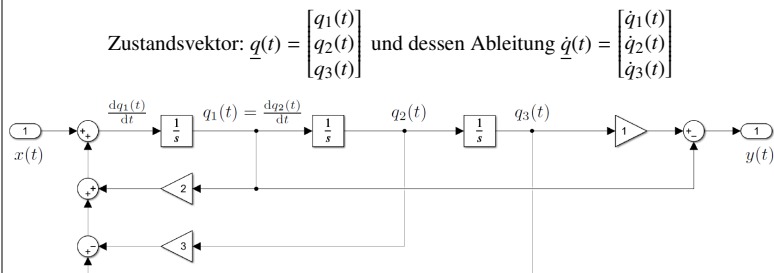 Zustandsvektor: q(t) = [q₁(t) q₂(t) q₃(t)] und dessen Ableitung q̇(t) = [q̇₁(t) q̇₂(t) q̇₃(t)]
dq₁(t)/dt q₁(t) = dq₂(t)/dt q₂(t) q₃(t)
1 + + 1/s 1/s 1/s 1 + − 1
x(t) y(t)
+ + 2
+ − 3